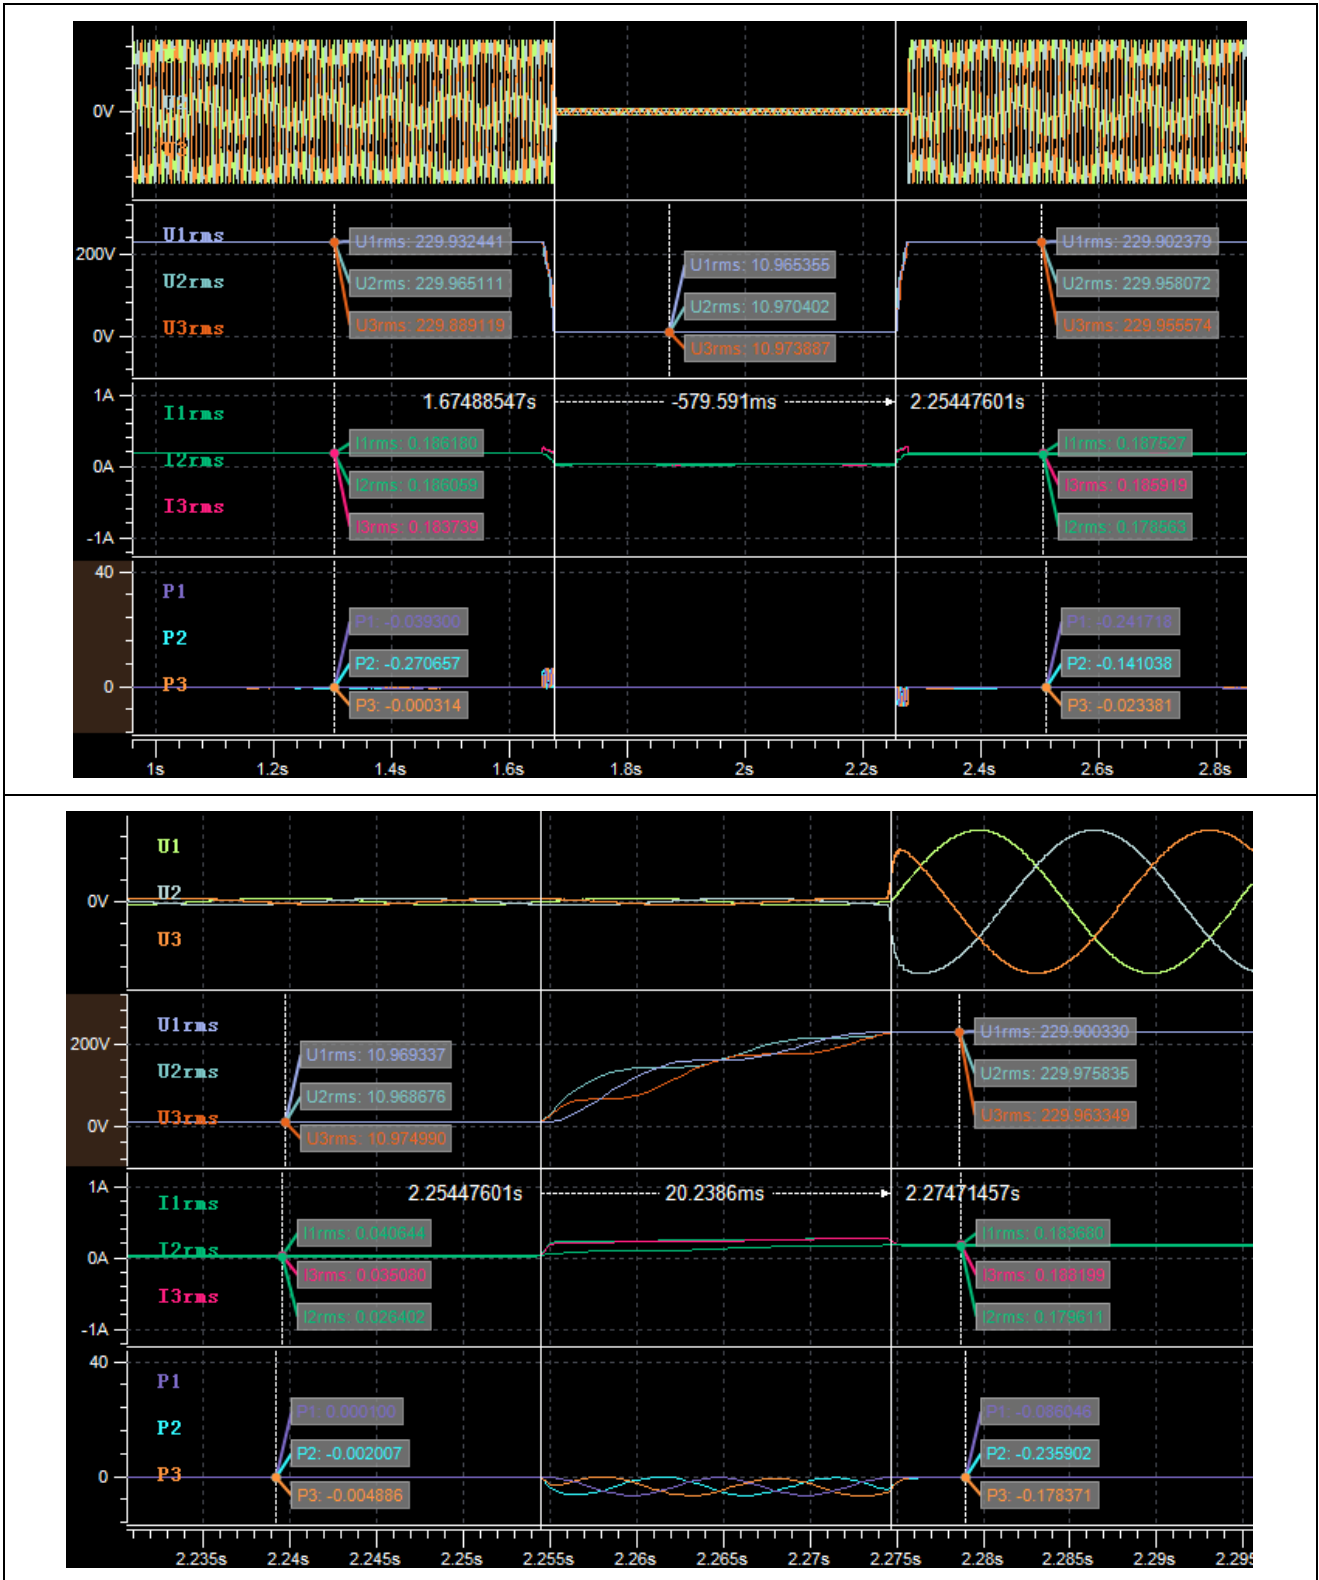 U2
0V
U3
U1rms
U1rms: 229.932441
U1rms: 229.902379
200V
U1rms: 10.965355
U2rms
U2rms: 229.965111
U2rms: 229.958072
U2rms: 10.970402
U3rms
U3rms: 229.889119
U3rms: 229.955574
0V
U3rms: 10.973887
1A
1.67488547s
-579.591ms
2.25447601s
I1rms
I1rms: 0.186180
I1rms: 0.187527
I2rms
0A
I2rms: 0.186059
I3rms: 0.185919
I3rms
I3rms: 0.183739
I2rms: 0.178563
-1A
40
P1
P1: -0.039300
P1: -0.241718
P2
P2: -0.270657
P2: -0.141038
P3
0
P3: -0.000314
P3: -0.023381
1s 1.2s 1.4s 1.6s 1.8s 2s 2.2s 2.4s 2.6s 2.8s
U1
U2
0V
U3
U1rms
U1rms: 229.900330
200V
U1rms: 10.969337
U2rms
U2rms: 229.975835
U2rms: 10.968676
U3rms
U3rms: 229.963349
0V
U3rms: 10.974990
1A
2.25447601s
20.2386ms
2.27471457s
I1rms
I1rms: 0.040644
I1rms: 0.183680
I2rms
0A
I3rms: 0.035080
I3rms: 0.188199
I3rms
I2rms: 0.026402
I2rms: 0.179611
-1A
40
P1
P1: 0.000100
P1: -0.086046
P2
P2: -0.002007
P2: -0.235902
P3
0
P3: -0.004886
P3: -0.178371
2.235s 2.24s 2.245s 2.25s 2.255s 2.26s 2.265s 2.27s 2.275s 2.28s 2.285s 2.29s 2.295